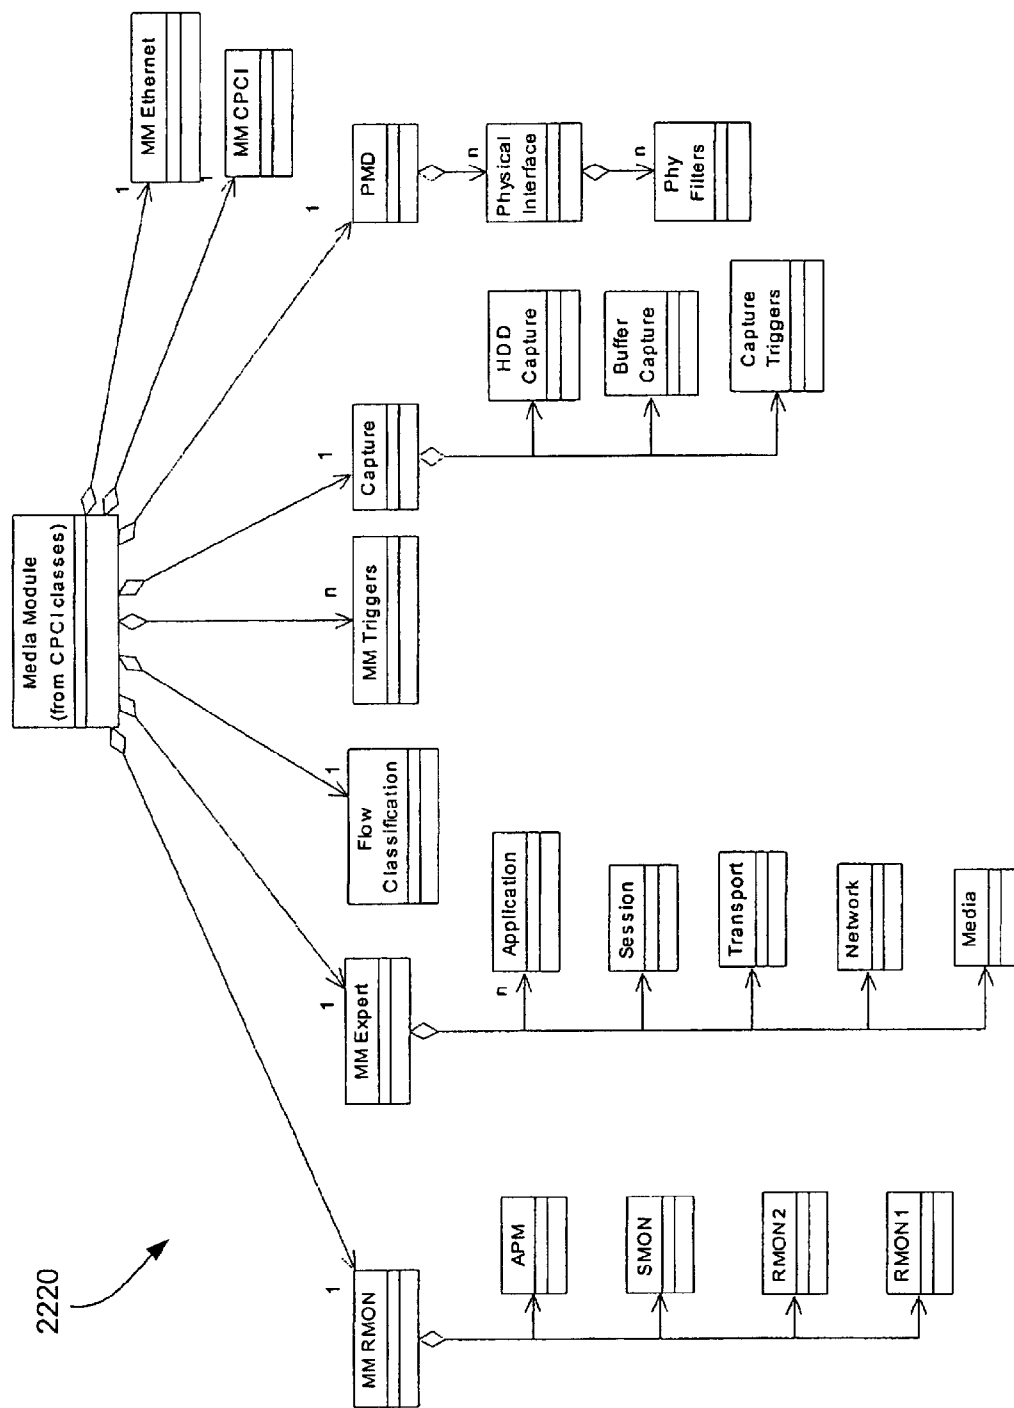 Media Module
(from CPCI classes)
1
MM Ethernet
1
MM CPCI
1
PMD
n
Physical
Interface
n
Phy
Filters
1
Capture
HDD
Capture
Buffer
Capture
Capture
Triggers
n
MM Triggers
1
Flow
Classification
1
MM Expert
n
Application
Session
Transport
Network
Media
1
MM RMON
APM
SMON
RMON2
RMON1
2220